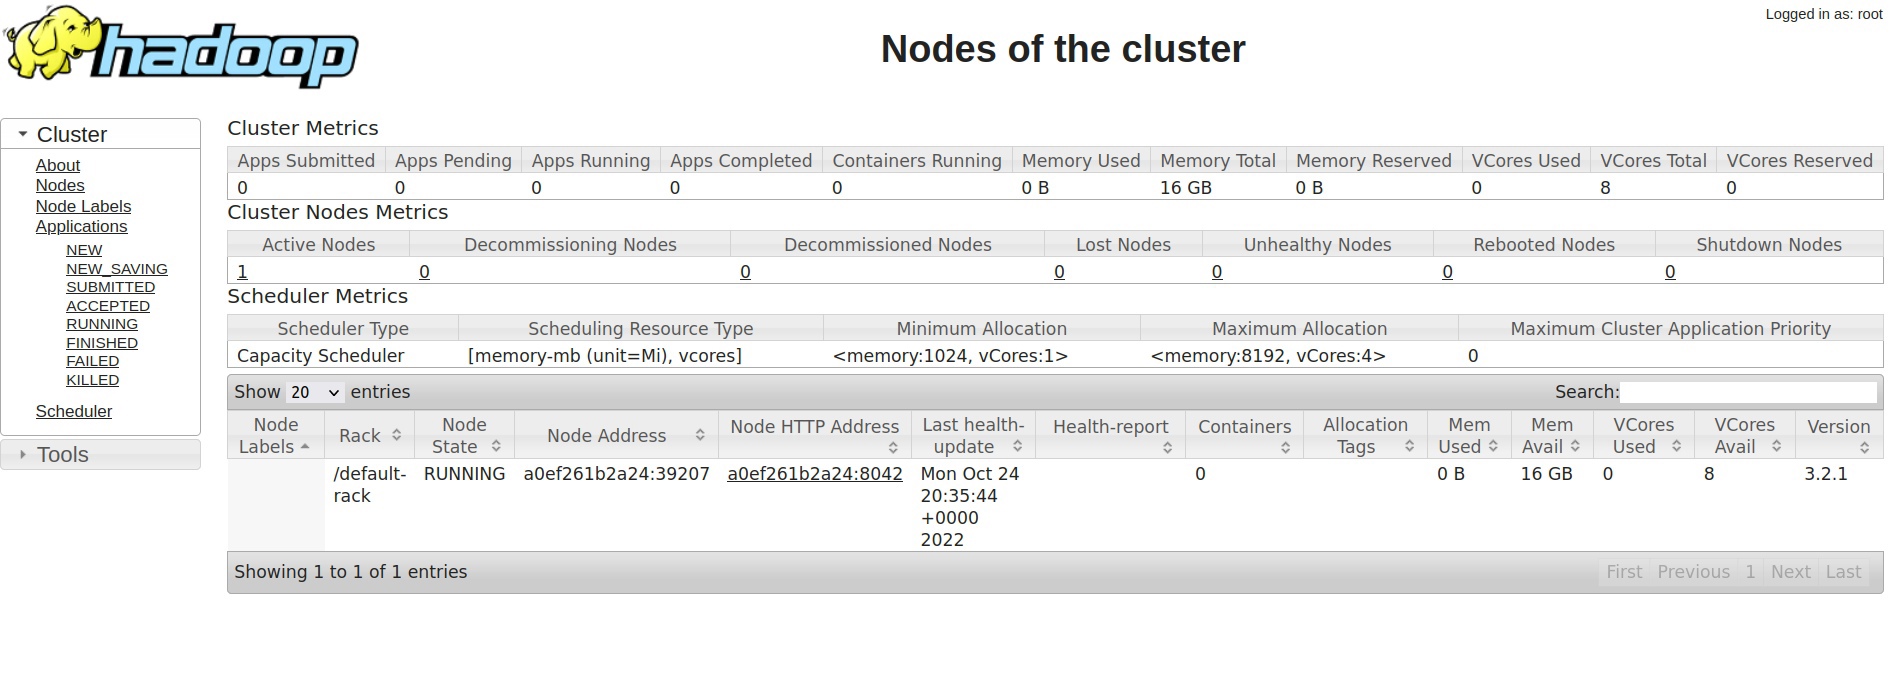 Logged in as: root
hadoop
Nodes of the cluster
Cluster
About
Nodes
Node Labels
Applications
NEW
NEW_SAVING
SUBMITTED
ACCEPTED
RUNNING
FINISHED
FAILED
KILLED
Scheduler
Tools
Cluster Metrics
Apps Submitted Apps Pending Apps Running Apps Completed Containers Running Memory Used Memory Total Memory Reserved VCores Used VCores Total VCores Reserved
0 0 0 0 0 0 B 16 GB 0 B 0 8 0
Cluster Nodes Metrics
Active Nodes Decommissioning Nodes Decommissioned Nodes Lost Nodes Unhealthy Nodes Rebooted Nodes Shutdown Nodes
1 0 0 0 0 0 0
Scheduler Metrics
Scheduler Type Scheduling Resource Type Minimum Allocation Maximum Allocation Maximum Cluster Application Priority
Capacity Scheduler [memory-mb (unit=Mi), vcores] <memory:1024, vCores:1> <memory:8192, vCores:4> 0
Show 20 entries Search:
Node Labels Rack Node State Node Address Node HTTP Address Last health-update Health-report Containers Allocation Tags Mem Used Mem Avail VCores Used VCores Avail Version
/default- RUNNING a0ef261b2a24:39207 a0ef261b2a24:8042 Mon Oct 24 0 0 B 16 GB 0 8 3.2.1
rack 20:35:44
+0000
2022
Showing 1 to 1 of 1 entries First Previous 1 Next Last